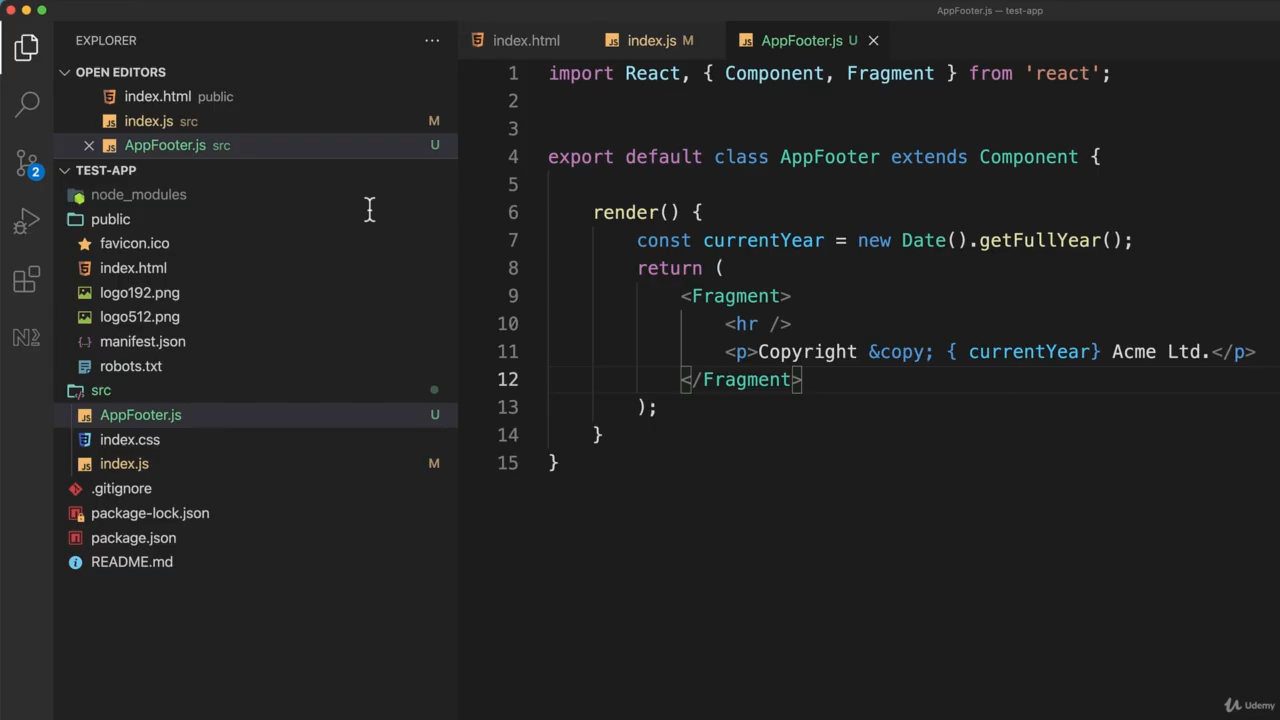 AppFooter.js — test-app
EXPLORER
OPEN EDITORS
index.html public
index.js src M
AppFooter.js src U
TEST-APP
node_modules
public
favicon.ico
index.html
logo192.png
logo512.png
manifest.json
robots.txt
src
AppFooter.js U
index.css
index.js M
.gitignore
package-lock.json
package.json
README.md
2
index.html index.js M AppFooter.js U
1 import React, { Component, Fragment } from 'react';
2
3
4 export default class AppFooter extends Component {
5
6 render() {
7 const currentYear = new Date().getFullYear();
8 return (
9 <Fragment>
10 <hr />
11 <p>Copyright &copy; { currentYear} Acme Ltd.</p>
12 </Fragment>
13 );
14 }
15 }
Udemy